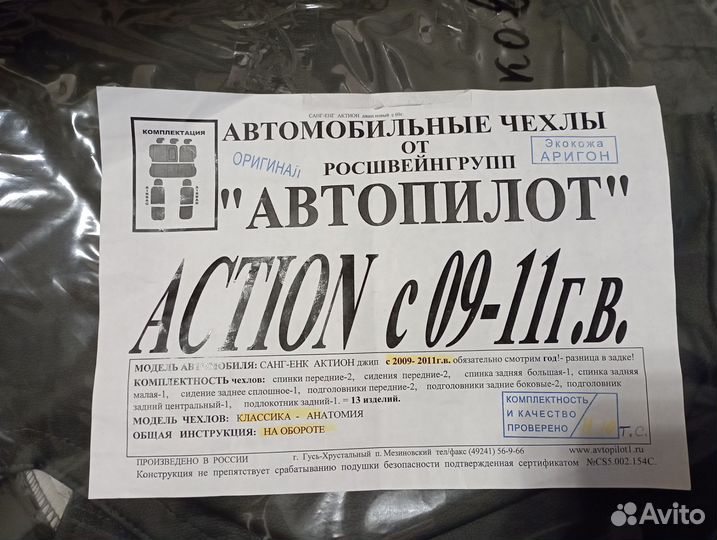 САНГ-ЕНГ АКТИОН джип новый с 09г.
КОМПЛЕКТАЦИЯ
АВТОМОБИЛЬНЫЕ ЧЕХЛЫ
ОТ
РОСШВЕЙНГРУПП
ОРИГИНАЛ
Экокожа
АРИГОН
"АВТОПИЛОТ"
ACTION с 09-11г.в.
МОДЕЛЬ АВТОМОБИЛЯ: САНГ-ЕНК АКТИОН джип с 2009- 2011г.в. обязательно смотрим год!- разница в задке!
КОМПЛЕКТНОСТЬ чехлов: спинки передние-2, сидения передние-2, спинка задняя большая-1, спинка задняя
малая-1, сидение заднее сплошное-1, подголовники передние-2, подголовники задние боковые-2, подголовник
задний центральный-1, подлокотник задний-1. = 13 изделий.
МОДЕЛЬ ЧЕХЛОВ: КЛАССИКА - АНАТОМИЯ
ОБЩАЯ ИНСТРУКЦИЯ: НА ОБОРОТЕ
КОМПЛЕКТНОСТЬ
И КАЧЕСТВО
ПРОВЕРЕНО
Т.С.
ПРОИЗВЕДЕНО В РОССИИ г. Гусь-Хрустальный п. Мезиновский тел/факс (49241) 56-9-66 www.avtopilot1.ru
Конструкция не препятствует срабатыванию подушки безопасности подтвержденная сертификатом №CS5.002.154С.
Avito